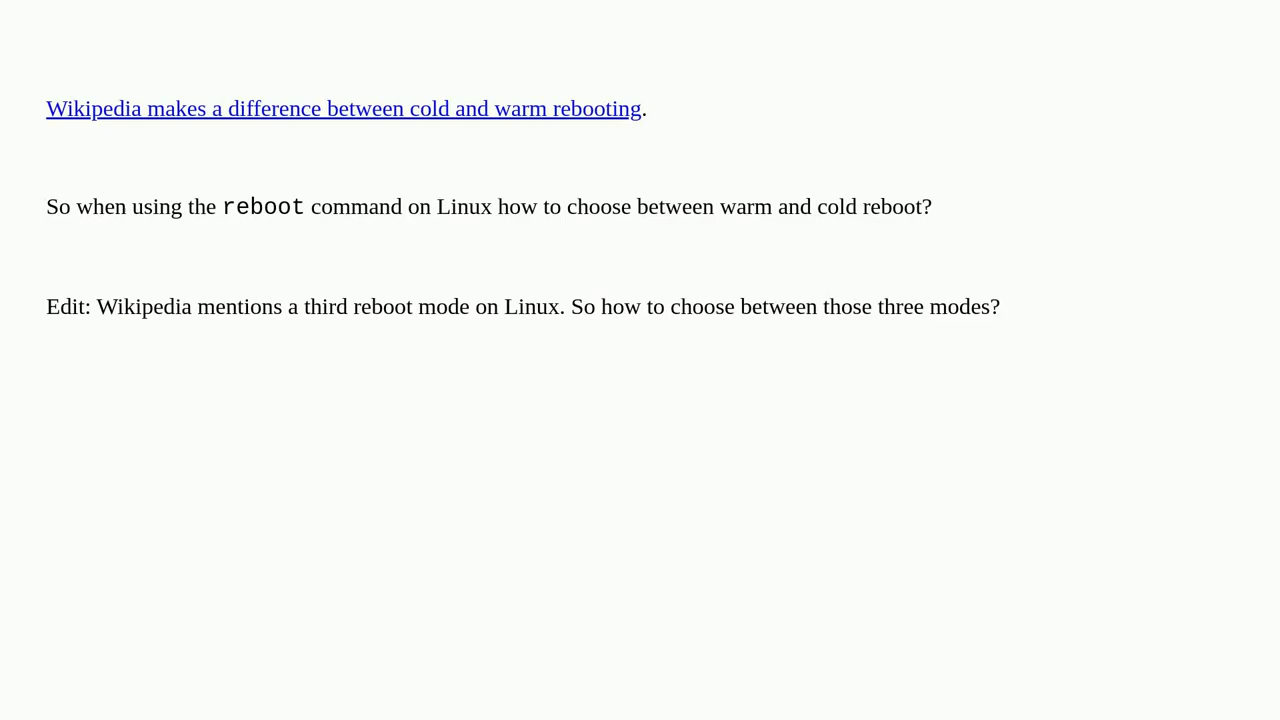 Wikipedia makes a difference between cold and warm rebooting.
So when using the reboot command on Linux how to choose between warm and cold reboot?
Edit: Wikipedia mentions a third reboot mode on Linux. So how to choose between those three modes?